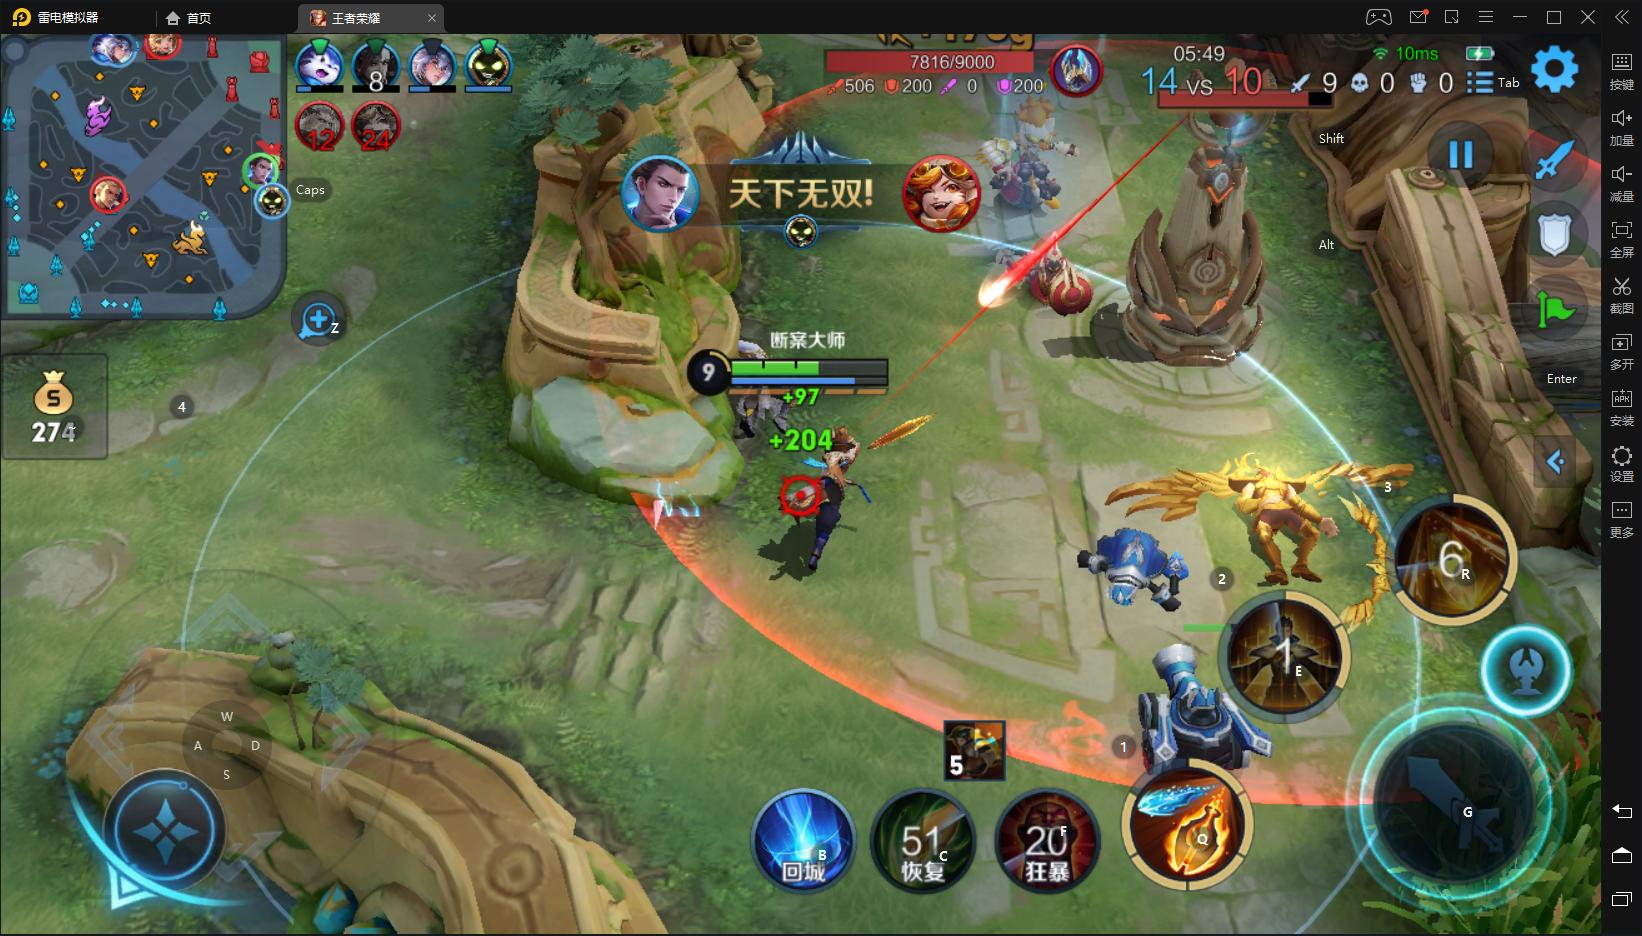 雷电模拟器
首页
王者荣耀
×
7816/9000
506 200 0 200
05:49
14 vs 10
9 0 0
10ms
Tab
8
12
24
Caps
天下无双!
Shift
Alt
Enter
Z
S
274
4
断案大师
9
+97
+204
3
2
1
6
R
1
E
5
B
回城
51
C
恢复
20
F
狂暴
Q
G
W
A
D
S
按键
加量
减量
全屏
截图
多开
APK
安装
设置
更多